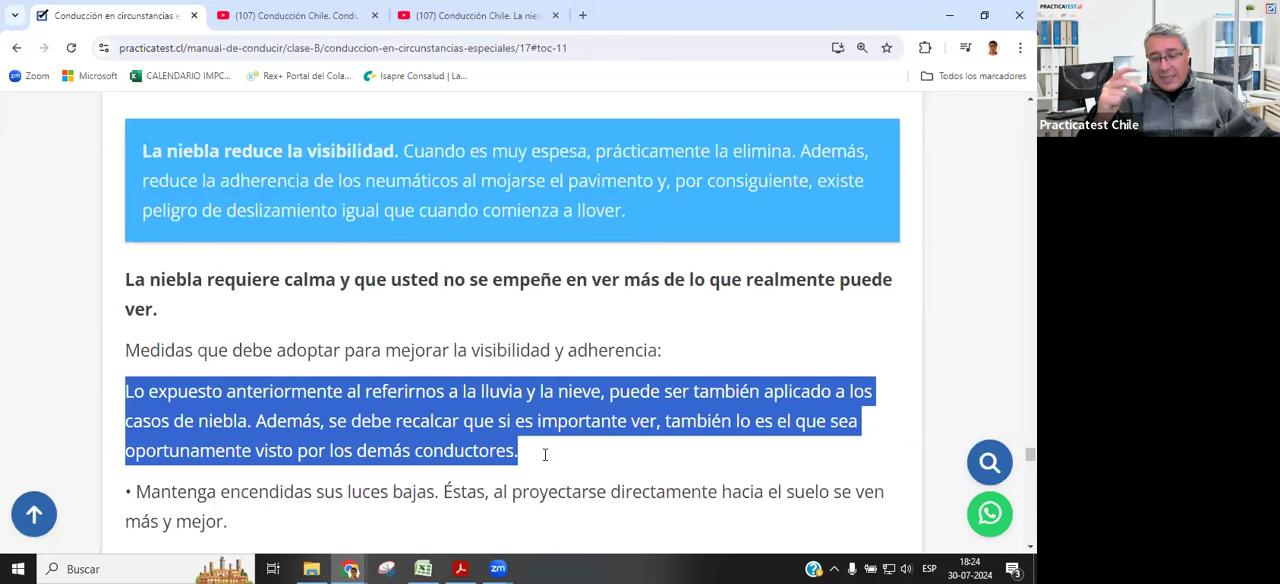 Conducción en circunstancias e
(107) Conducción Chile. Clase
(107) Conducción Chile. La niev
practicatest.cl/manual-de-conducir/clase-B/conduccion-en-circunstancias-especiales/17#toc-11
Zoom
Microsoft
CALENDARIO IMPC...
Rex+ Portal del Col...
Isapre Consalud | La...
Todos los marcadores
PRACTICATEST.cl
Practicatest Chile
La niebla reduce la visibilidad. Cuando es muy espesa, prácticamente la elimina. Además,
reduce la adherencia de los neumáticos al mojarse el pavimento y, por consiguiente, existe
peligro de deslizamiento igual que cuando comienza a llover.
La niebla requiere calma y que usted no se empeñe en ver más de lo que realmente puede
ver.
Medidas que debe adoptar para mejorar la visibilidad y adherencia:
Lo expuesto anteriormente al referirnos a la lluvia y la nieve, puede ser también aplicado a los
casos de niebla. Además, se debe recalcar que si es importante ver, también lo es el que sea
oportunamente visto por los demás conductores.
• Mantenga encendidas sus luces bajas. Éstas, al proyectarse directamente hacia el suelo se ven
más y mejor.
Buscar
zm
ESP
18:24
30-07-2024
3